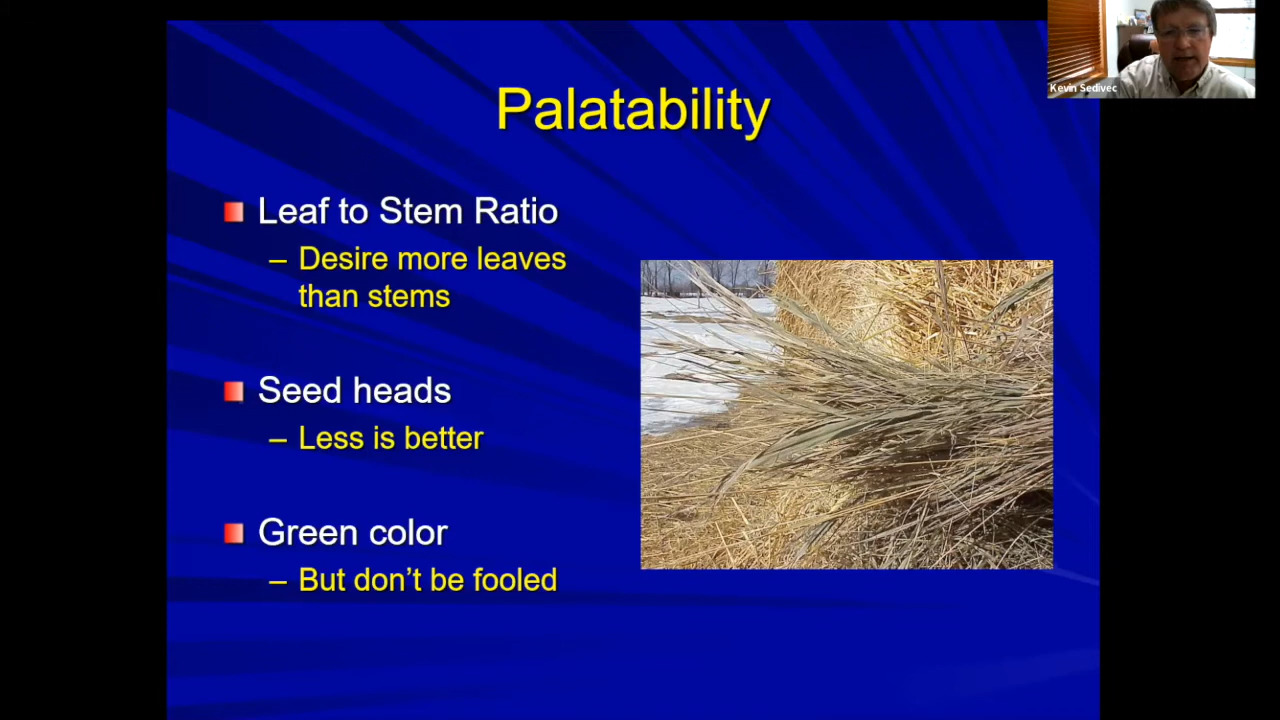 Palatability
Leaf to Stem Ratio
– Desire more leaves
than stems
Seed heads
– Less is better
Green color
– But don’t be fooled
Kevin Sedivec